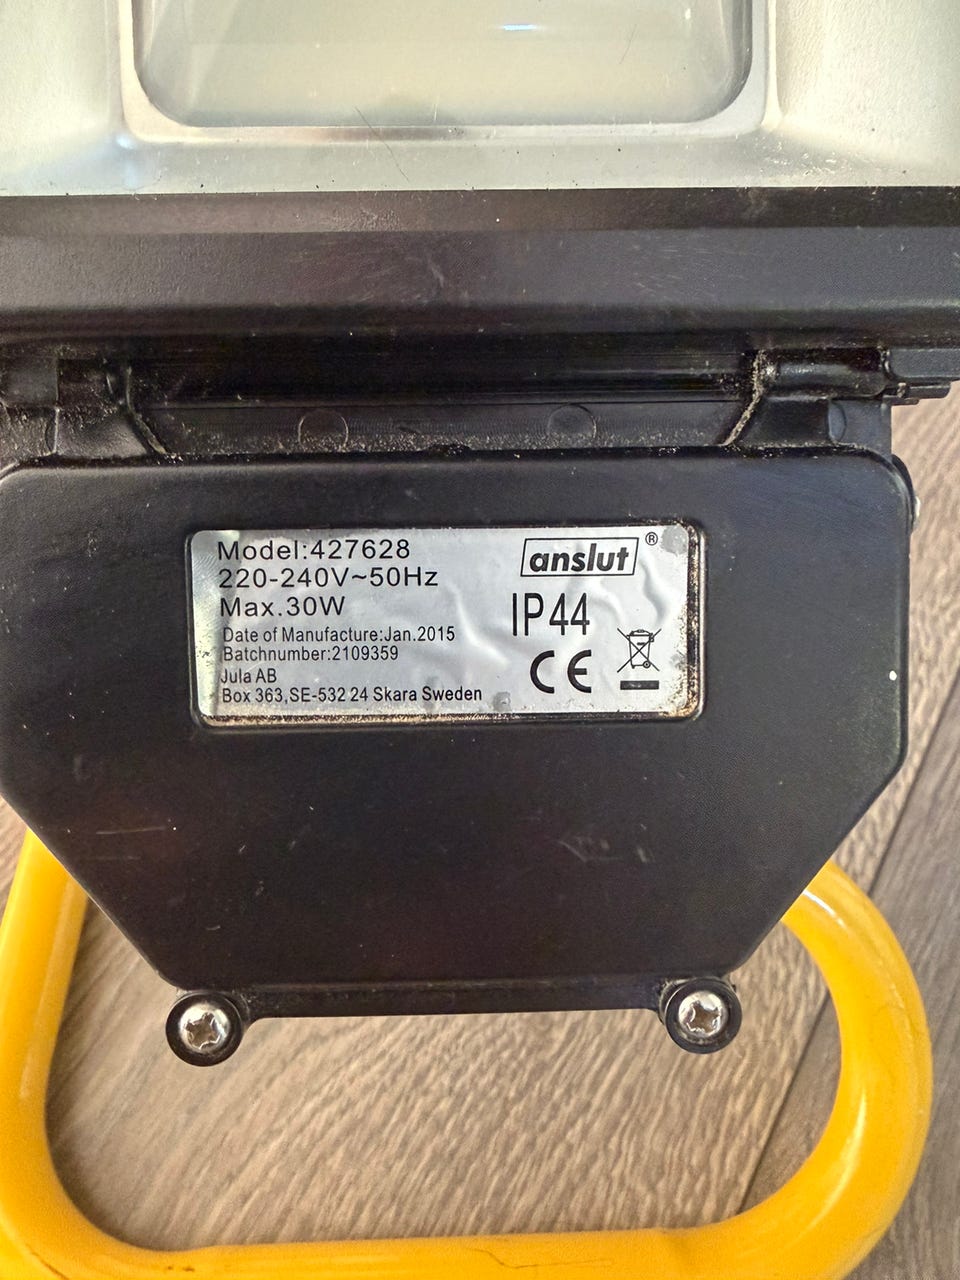 Model:427628
220-240V~50Hz
Max.30W
Date of Manufacture:Jan.2015
Batchnumber:2109359
Jula AB
Box 363,SE-532 24 Skara Sweden
anslut®
IP44
CE